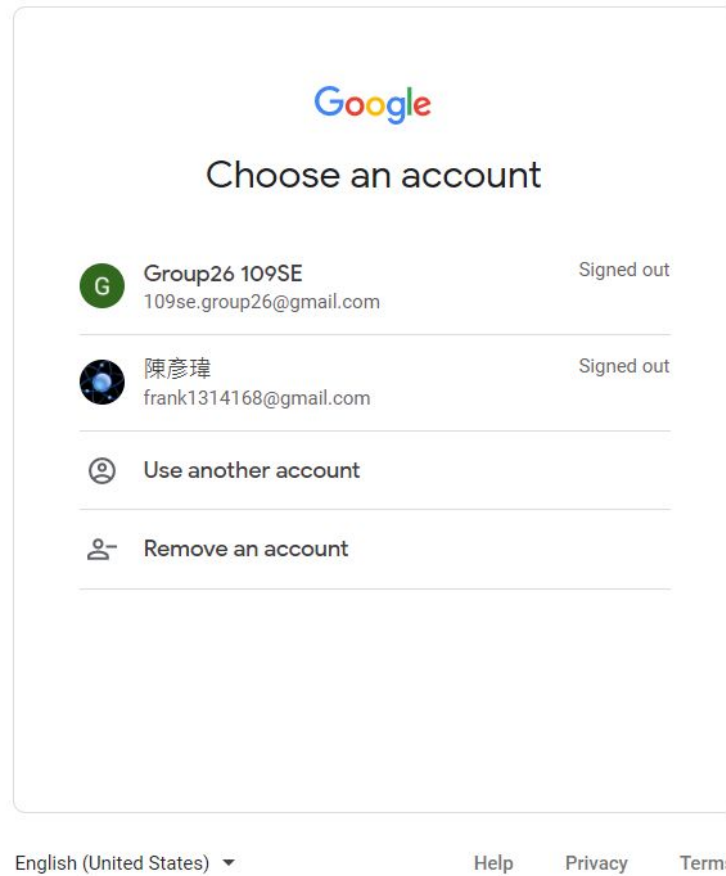 Google
Choose an account
G
Group26 109SE
Signed out
109se.group26@gmail.com
陳彥瑋
Signed out
frank1314168@gmail.com
Use another account
Remove an account
English (United States)
Help
Privacy
Terms